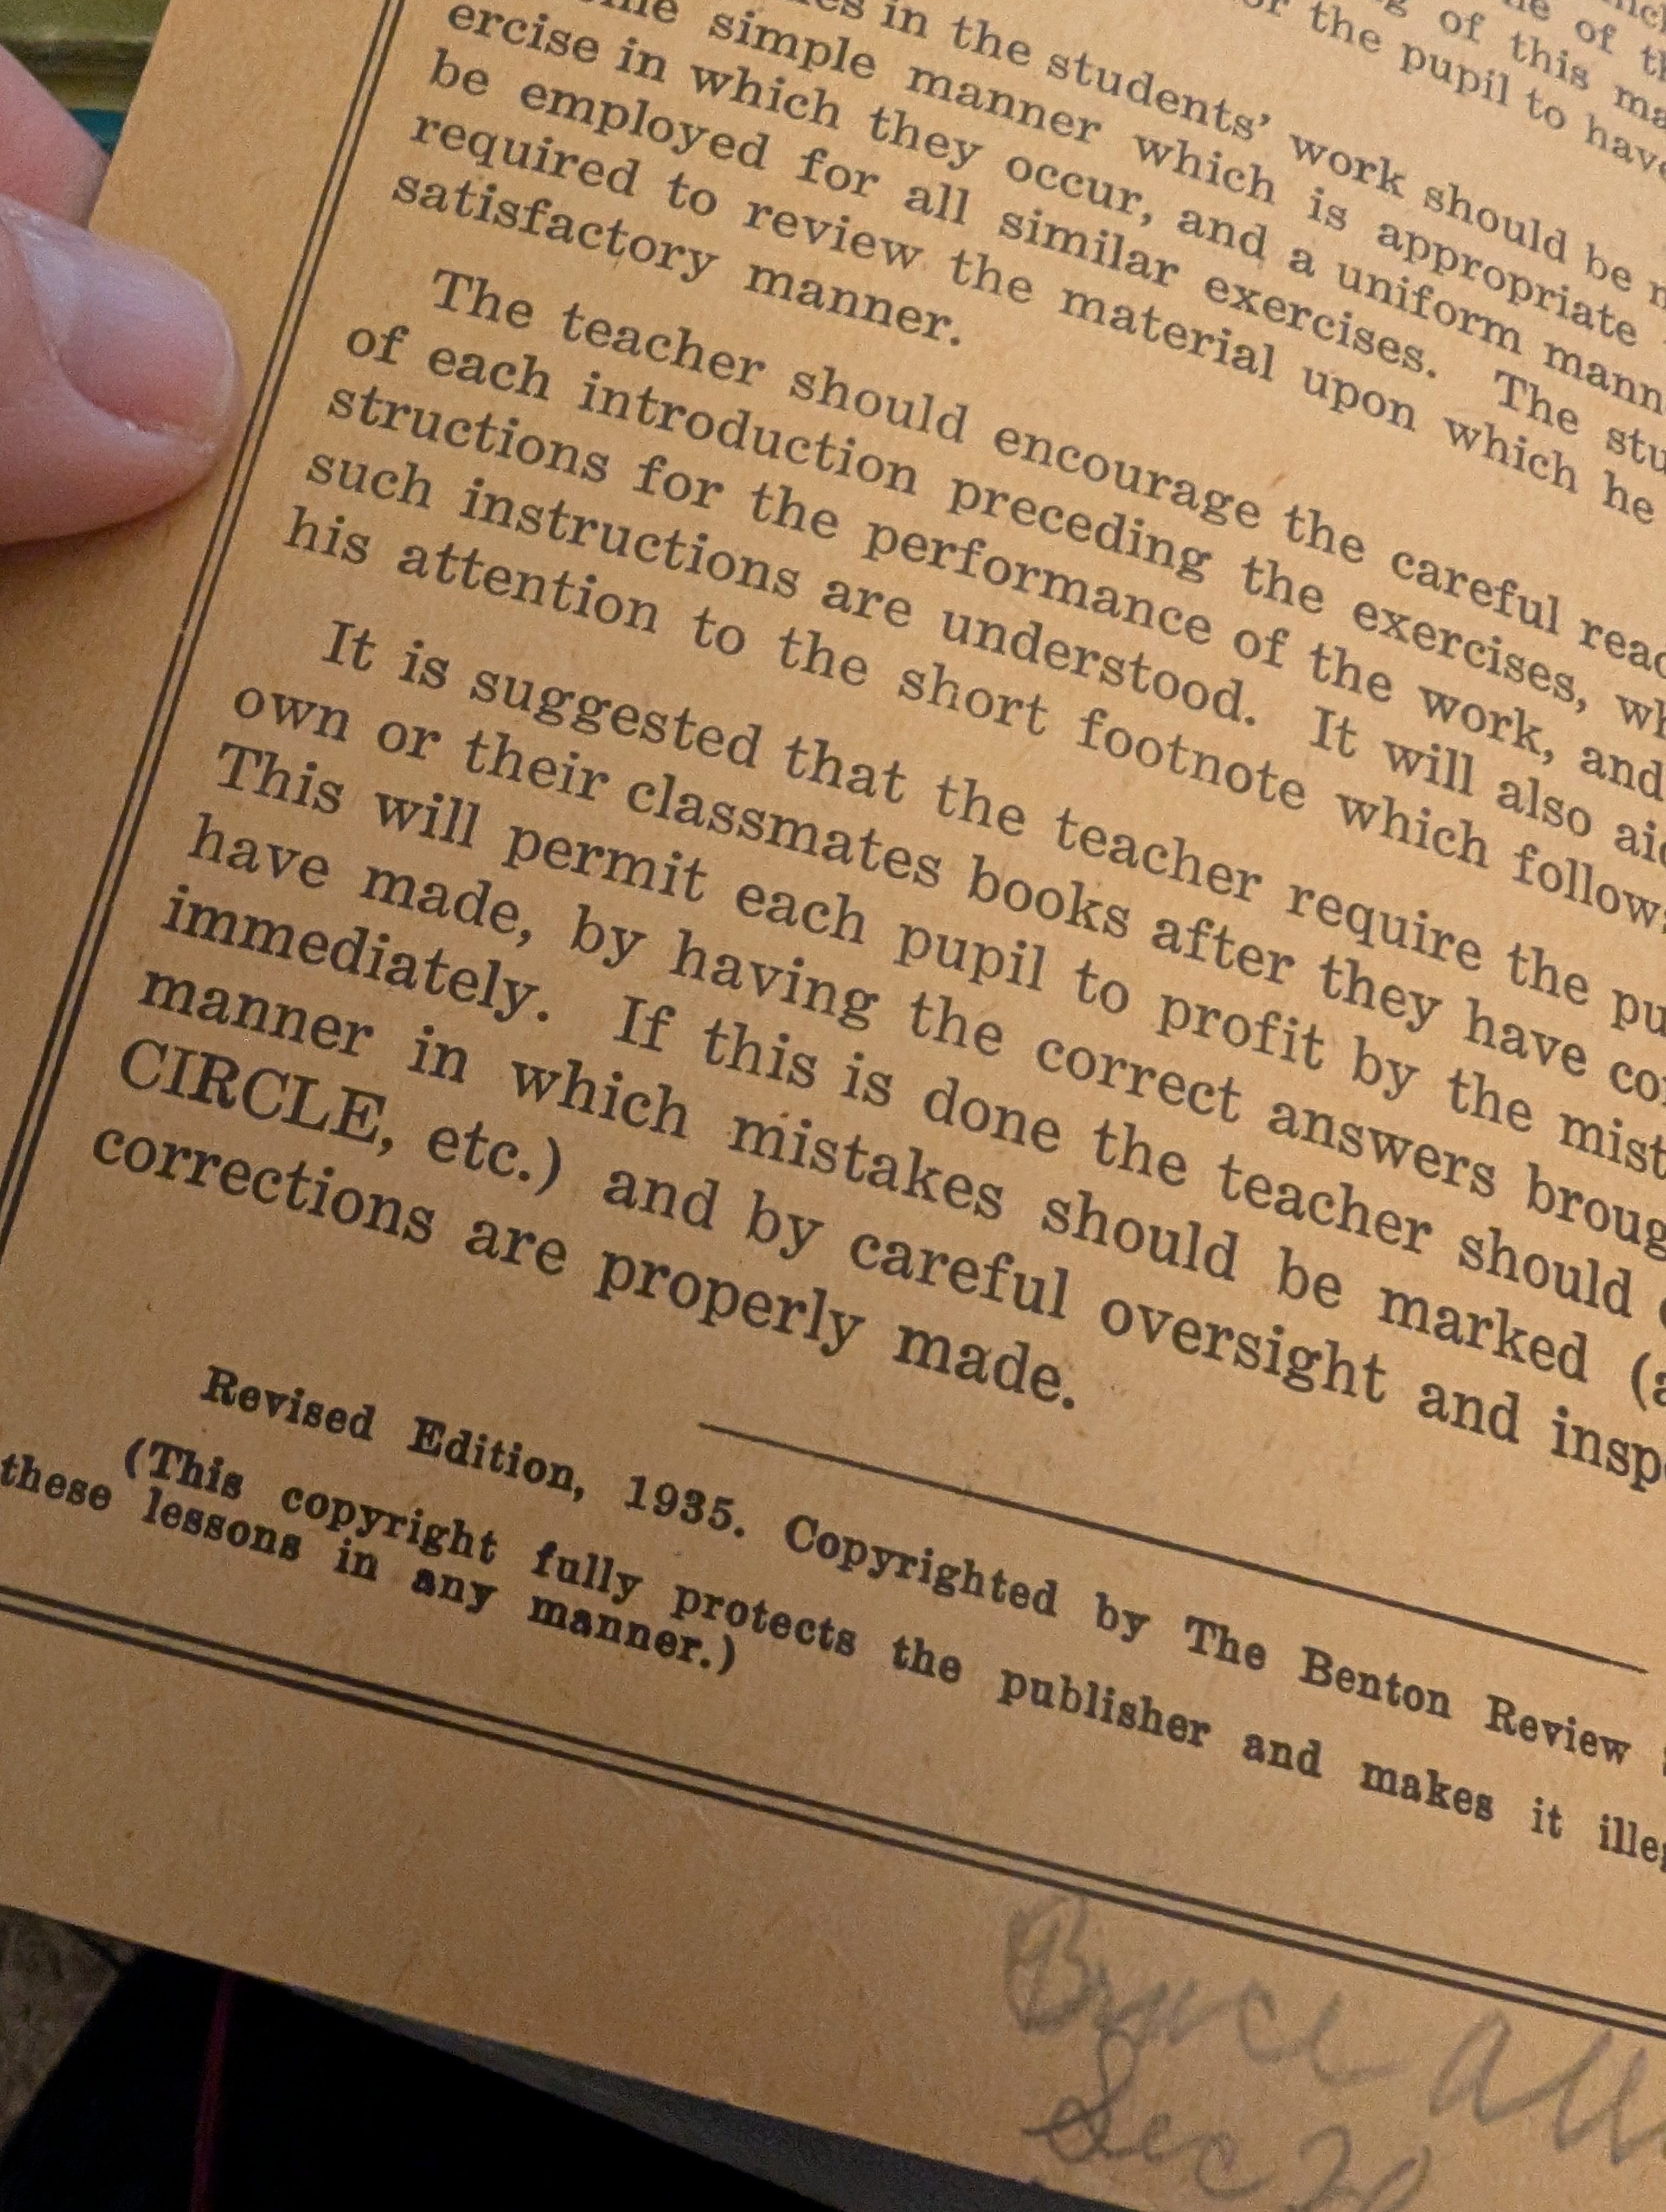 in the students' work should be
simple manner which is appropriate
ercise in which they occur, and a uniform
be employed for all similar exercises. The
required to review the material upon which he
satisfactory manner.
The teacher should encourage the careful
of each introduction preceding the exercises,
structions for the performance of the work, and
such instructions are understood. It will also
his attention to the short footnote which
It is suggested that the teacher require the
own or their classmates books after they have
This will permit each pupil to profit by the
have made, by having the correct answers
immediately. If this is done the teacher should
manner in which mistakes should be marked
CIRCLE, etc.) and by careful oversight and
corrections are properly made.
Revised Edition, 1935. Copyrighted by The Benton Review
(This copyright fully protects the publisher and makes it
these lessons in any manner.)
Bruce
Sec